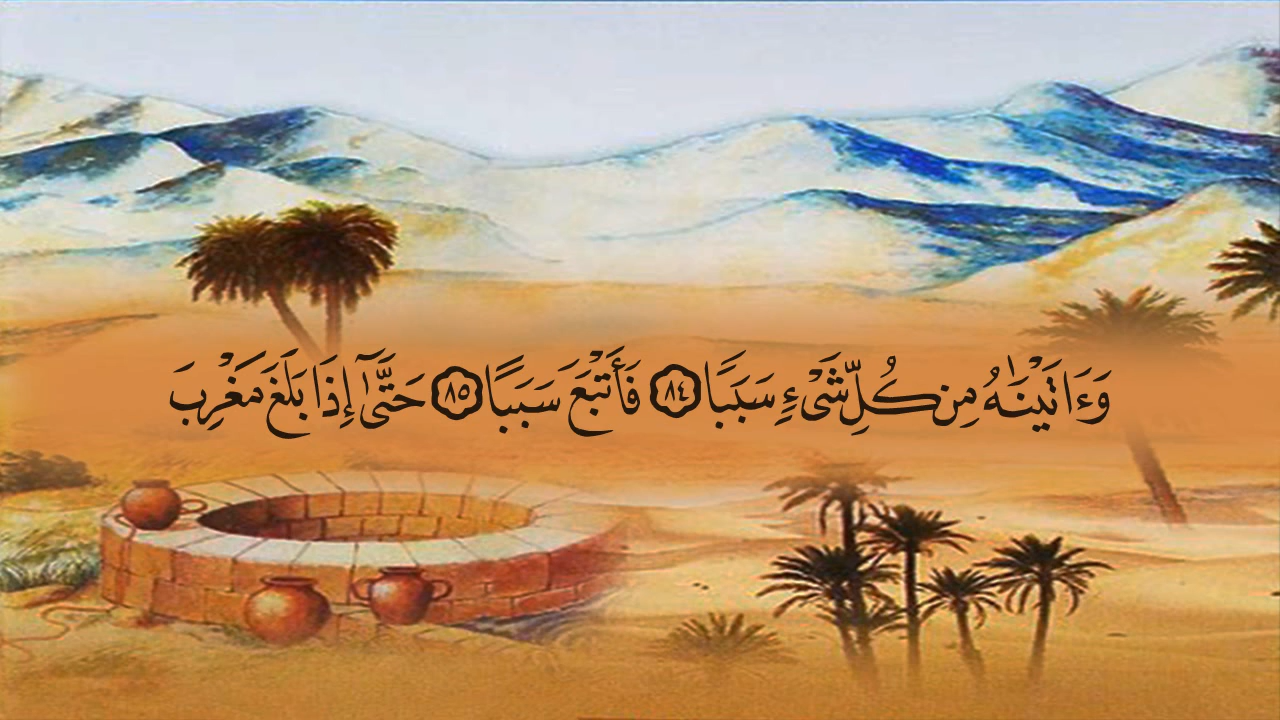 وَءَاتَيْنَٰهُ مِن كُلِّ شَىْءٍ سَبَبًا ٨٤ فَأَتْبَعَ سَبَبًا ٨٥ حَتَّىٰٓ إِذَا بَلَغَ مَغْرِبَ